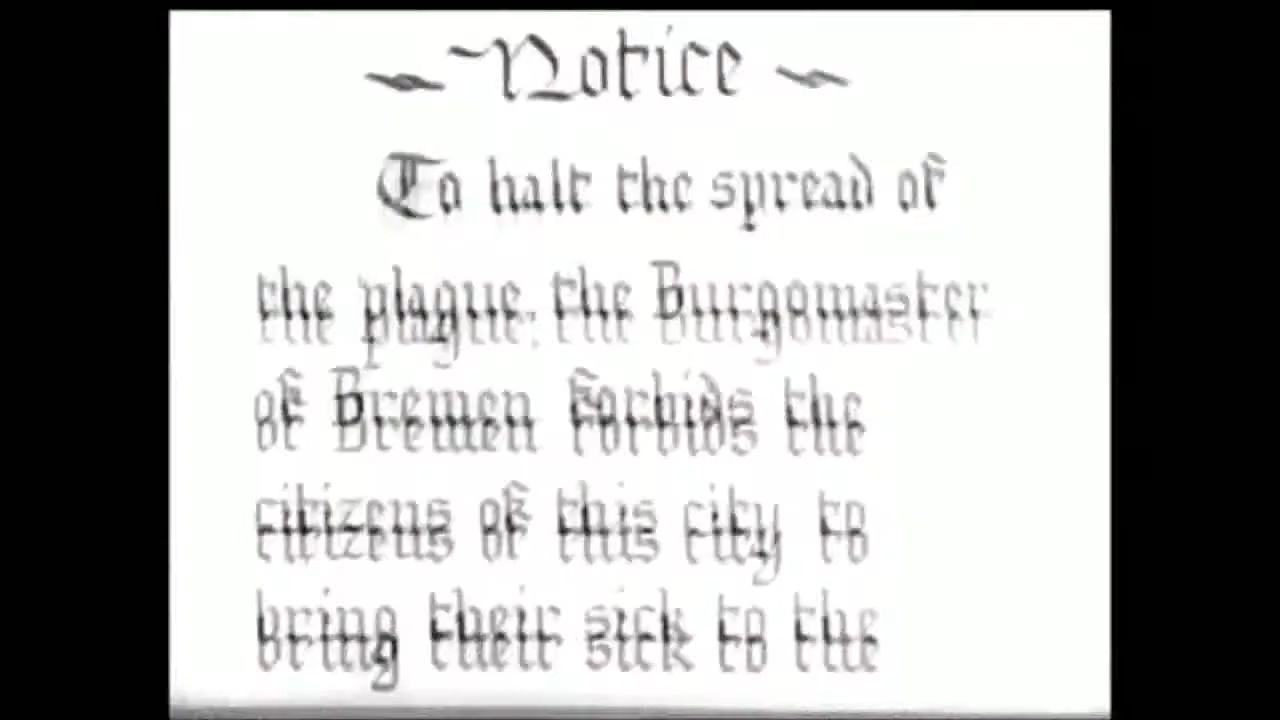 Notice
To halt the spread of
the plague, the Burgomaster
of Bremen forbids the
citizens of this city to
bring their sick to the